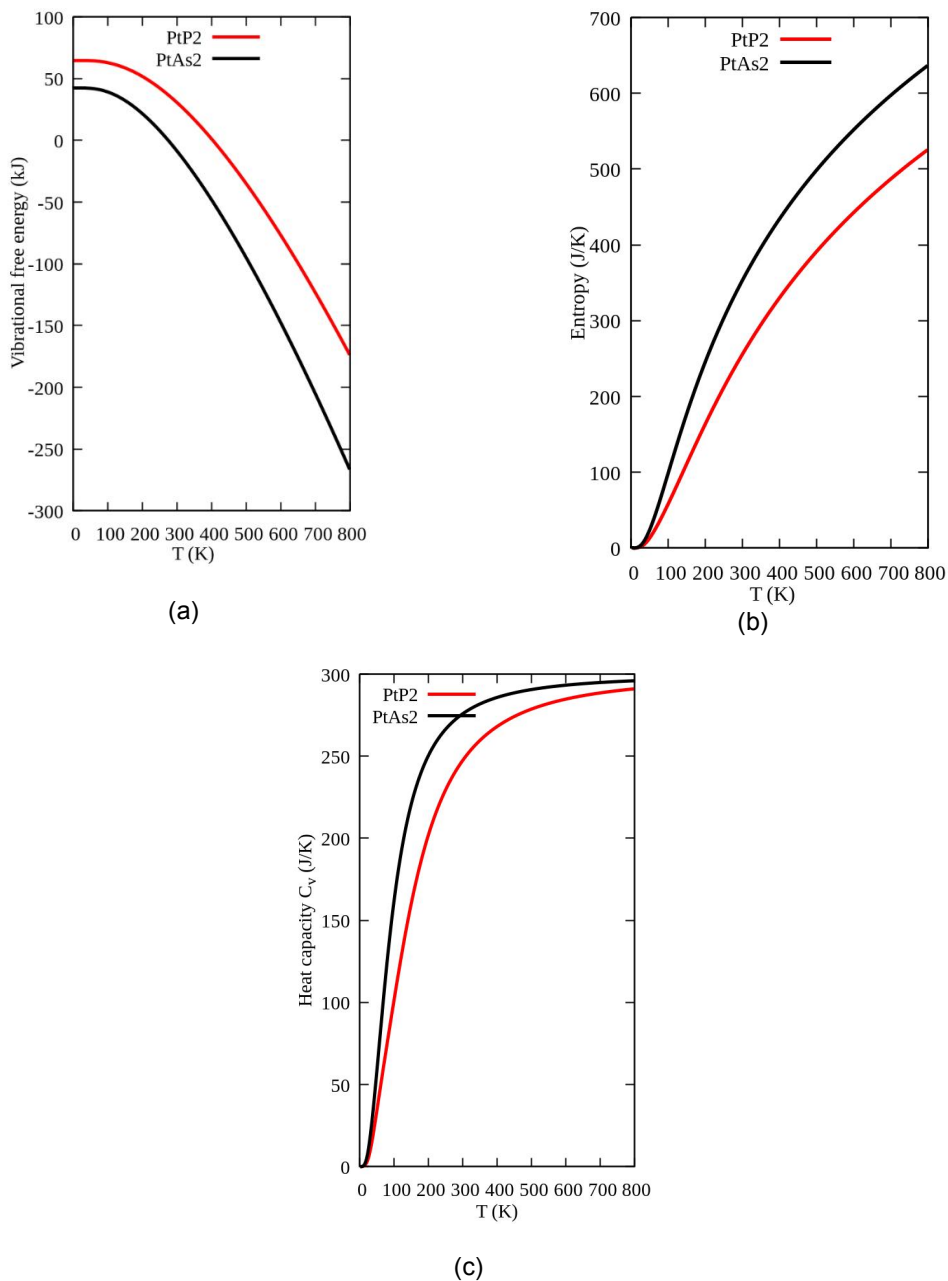 100
50
0
-50
-100
-150
-200
-250
-300
Vibrational free energy (kJ)
PtP2
PtAs2
0 100 200 300 400 500 600 700 800
T (K)
(a)
700
600
500
400
300
200
100
0
Entropy (J/K)
PtP2
PtAs2
0 100 200 300 400 500 600 700 800
T (K)
(b)
300
250
200
150
100
50
0
Heat capacity Cv (J/K)
PtP2
PtAs2
0 100 200 300 400 500 600 700 800
T (K)
(c)